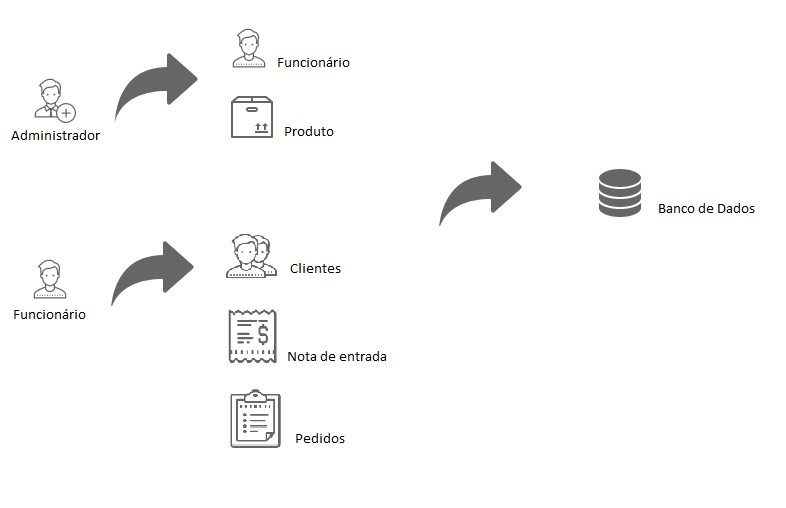 Funcionário
Administrador
Produto
Banco de Dados
Clientes
Funcionário
$
Nota de entrada
Pedidos